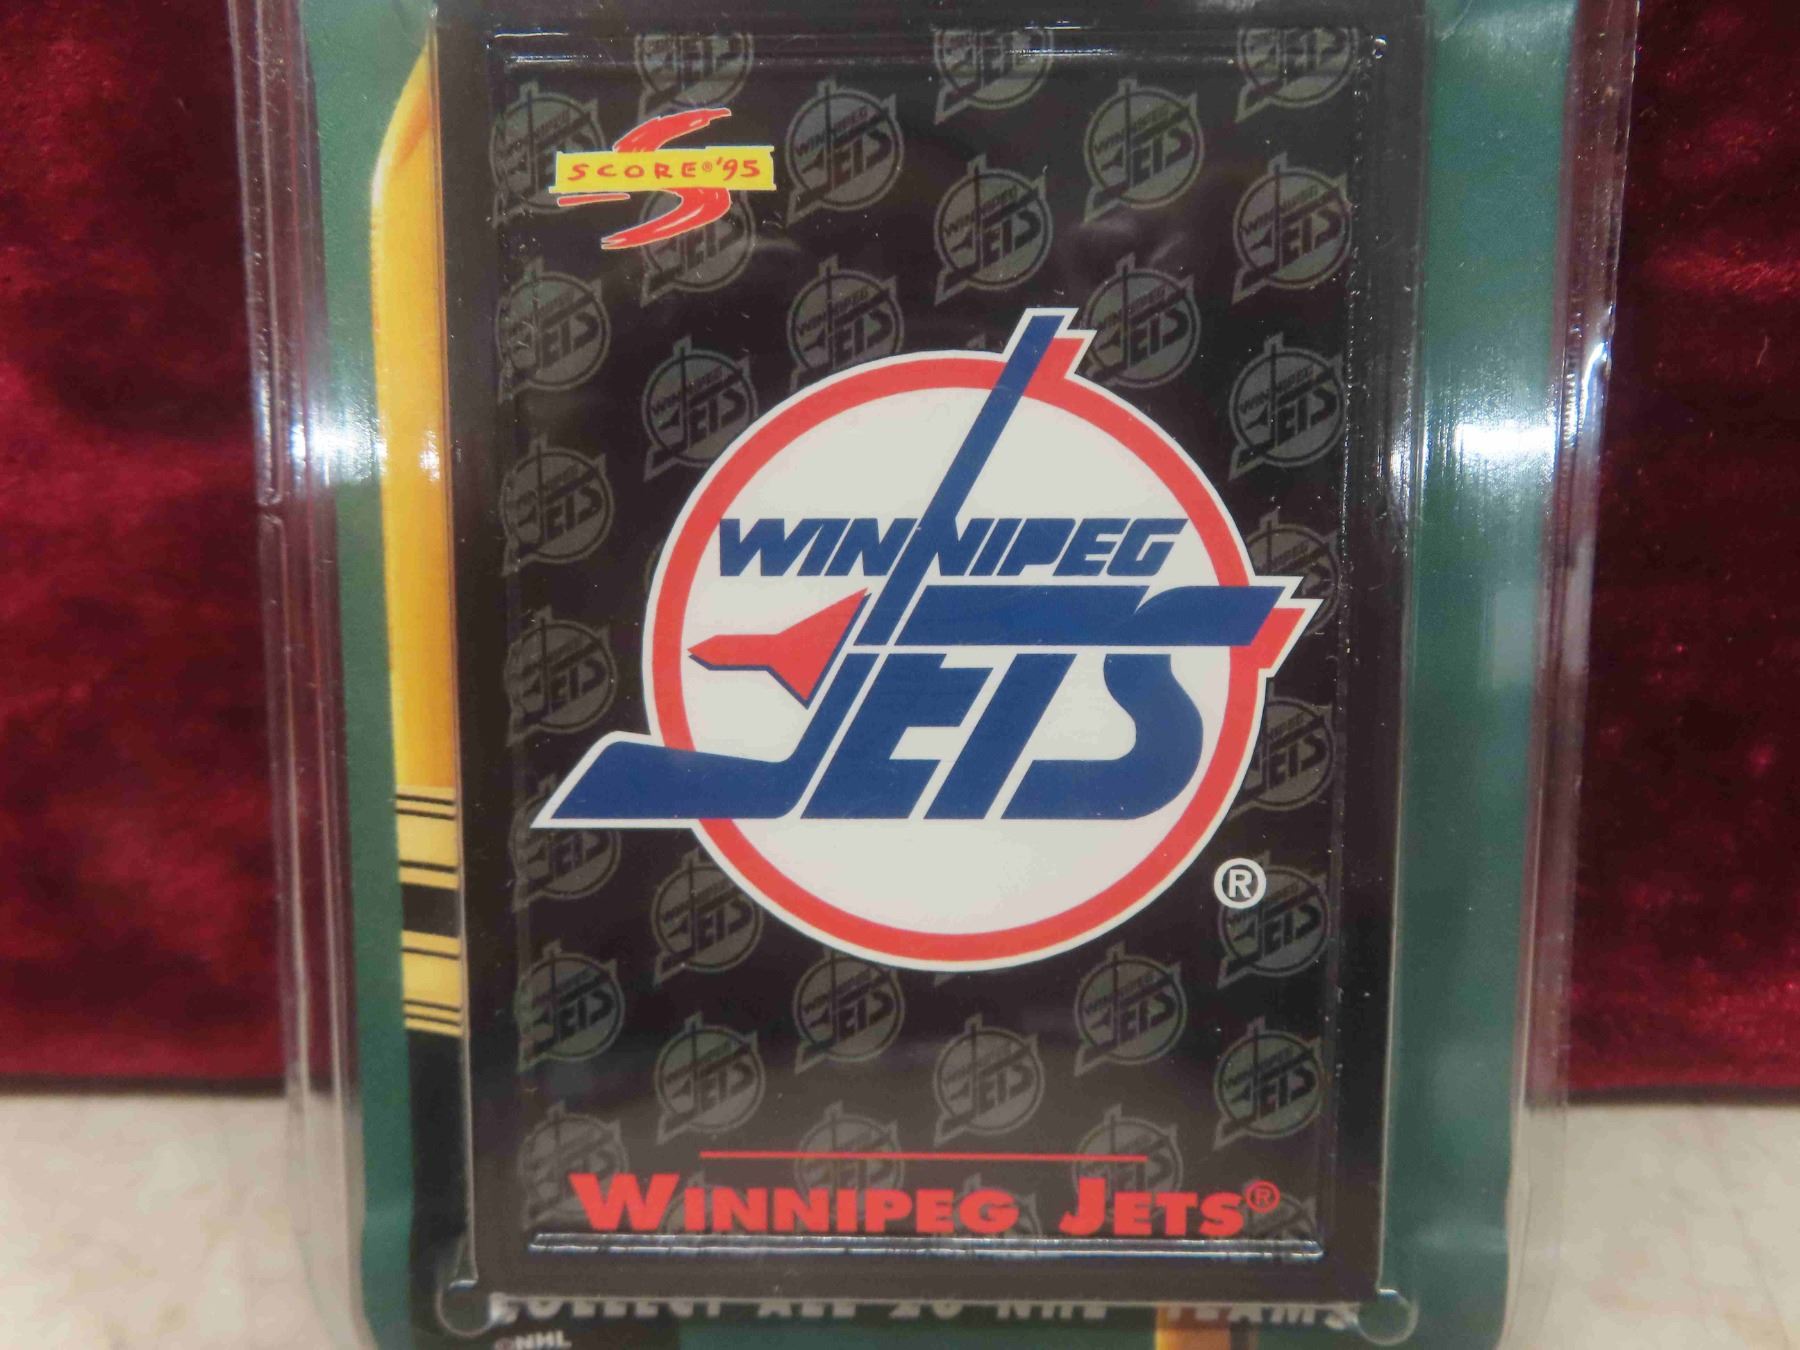 SCORE®'95
WINNIPEG
JETS
®
WINNIPEG JETS®
COLLECT ALL 26 NHL TEAMS
©NHL